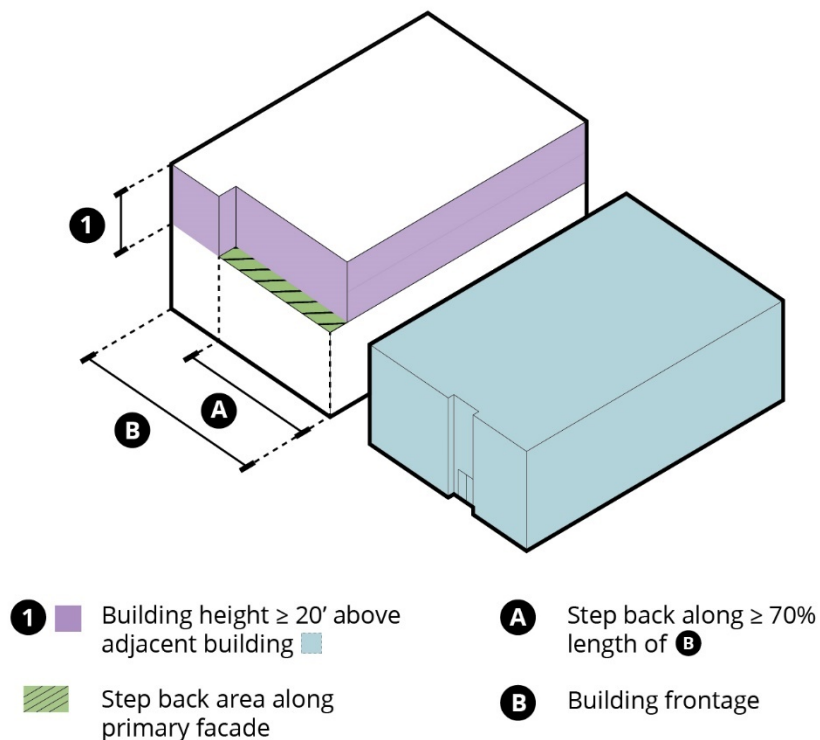 1
A
B
1 Building height ≥ 20’ above
adjacent building
Step back area along
primary facade
A Step back along ≥ 70%
length of B
B Building frontage